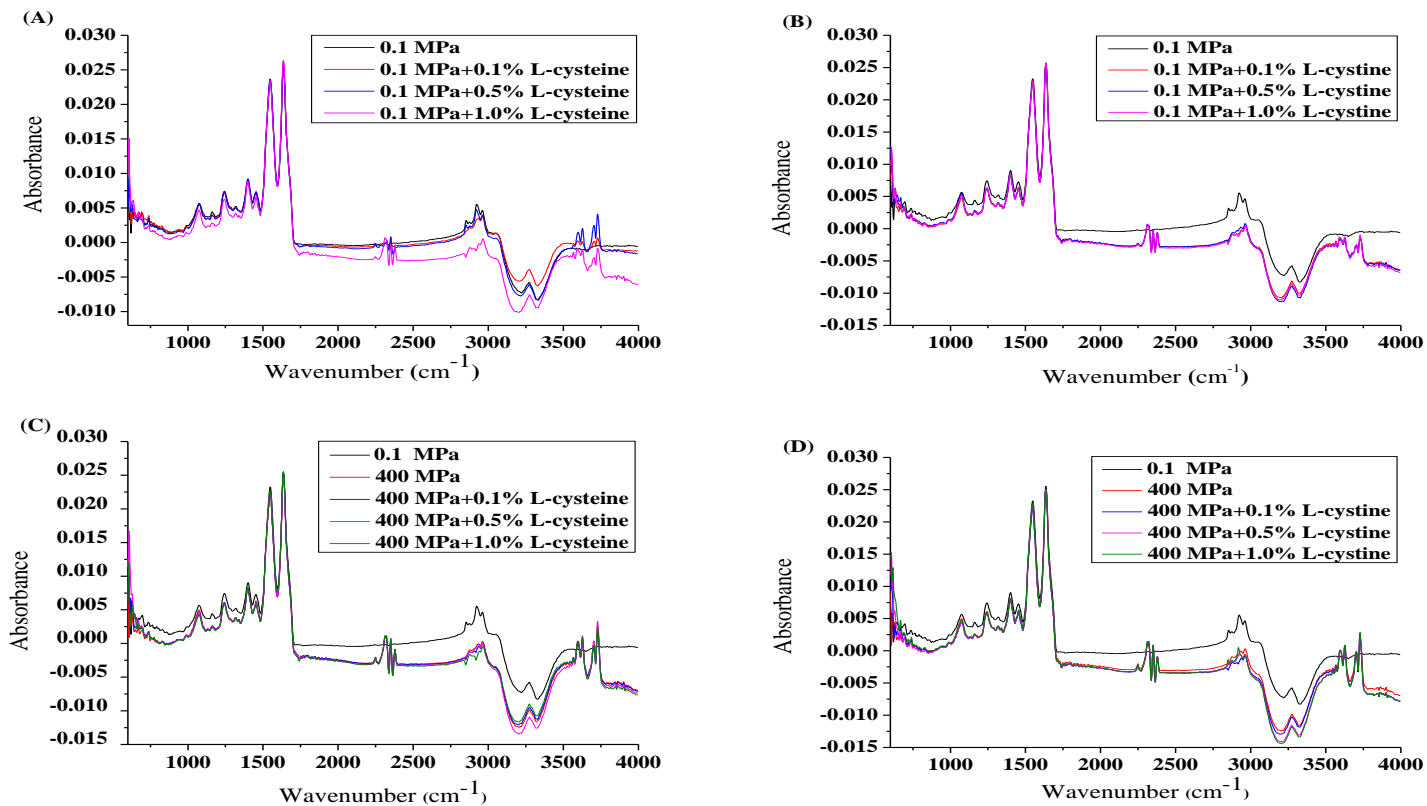 (A)
0.030
0.025
0.020
0.015
0.010
0.005
0.000
-0.005
-0.010
Absorbance
0.1 MPa
0.1 MPa+0.1% L-cysteine
0.1 MPa+0.5% L-cysteine
0.1 MPa+1.0% L-cysteine
1000 1500 2000 2500 3000 3500 4000
Wavenumber (cm-1)
(B)
0.030
0.025
0.020
0.015
0.010
0.005
0.000
-0.005
-0.010
-0.015
Absorbance
0.1 MPa
0.1 MPa+0.1% L-cystine
0.1 MPa+0.5% L-cystine
0.1 MPa+1.0% L-cystine
1000 1500 2000 2500 3000 3500 4000
Wavenumber (cm-1)
(C)
0.030
0.025
0.020
0.015
0.010
0.005
0.000
-0.005
-0.010
-0.015
Absorbance
0.1 MPa
400 MPa
400 MPa+0.1% L-cysteine
400 MPa+0.5% L-cysteine
400 MPa+1.0% L-cysteine
1000 1500 2000 2500 3000 3500 4000
Wavenumber (cm-1)
(D)
0.030
0.025
0.020
0.015
0.010
0.005
0.000
-0.005
-0.010
-0.015
Absorbance
0.1 MPa
400 MPa
400 MPa+0.1% L-cystine
400 MPa+0.5% L-cystine
400 MPa+1.0% L-cystine
1000 1500 2000 2500 3000 3500 4000
Wavenumber (cm-1)